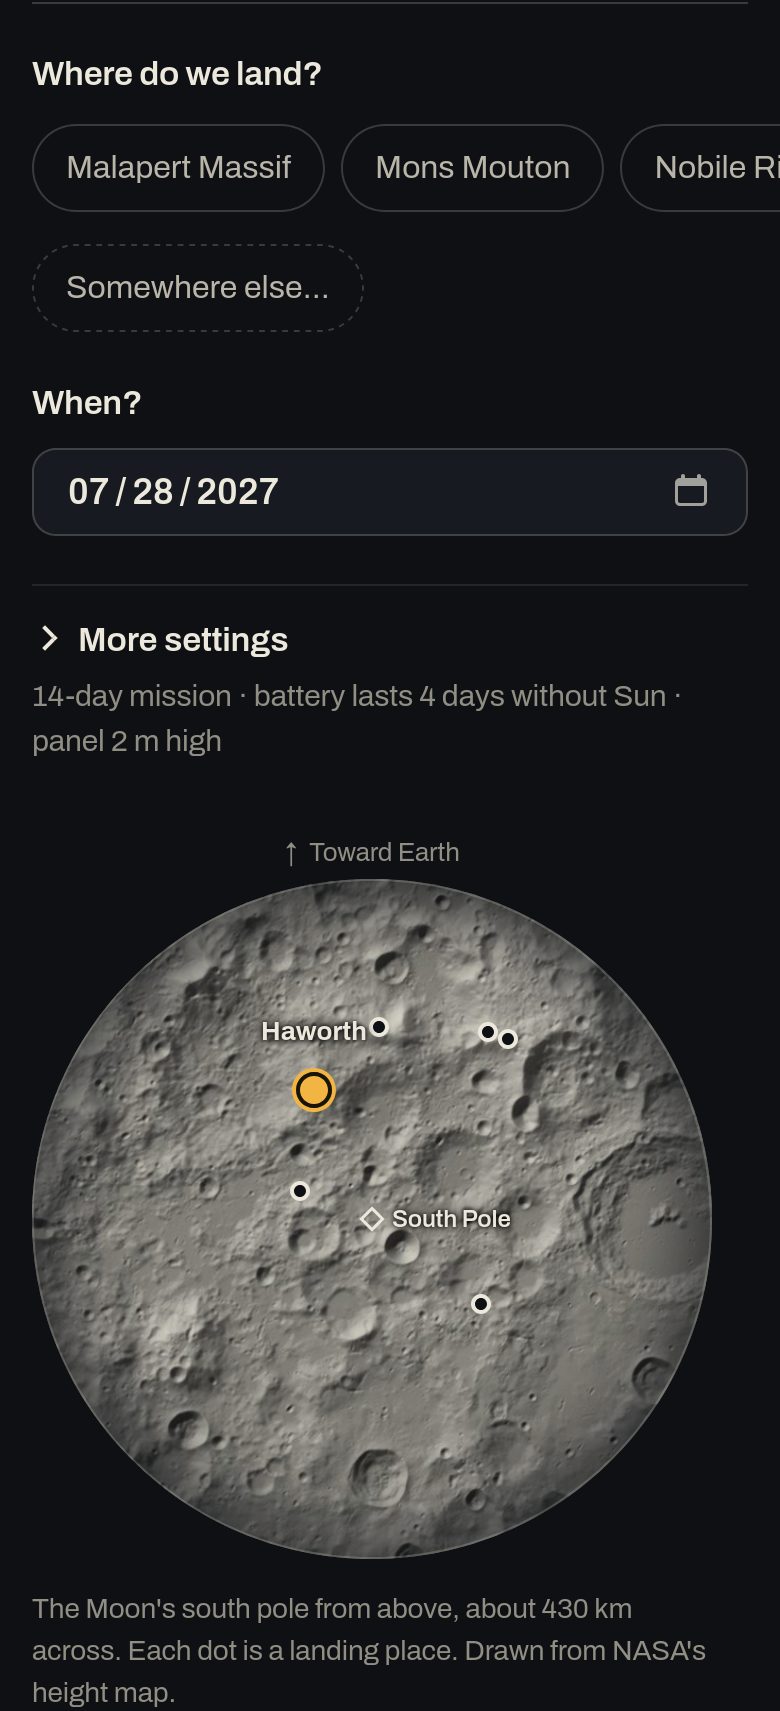 Where do we land?
Malapert Massif
Mons Mouton
Nobile Ri
Somewhere else...
When?
07 / 28 / 2027
More settings
14-day mission · battery lasts 4 days without Sun ·
panel 2 m high
↑ Toward Earth
Haworth
South Pole
The Moon's south pole from above, about 430 km
across. Each dot is a landing place. Drawn from NASA's
height map.